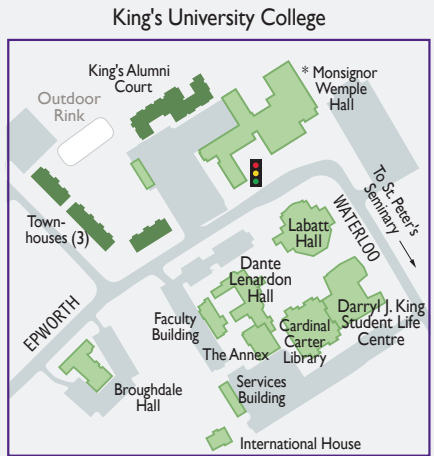 King's University College
King's Alumni
Court
* Monsignor
Wemple
Hall
Outdoor
Rink
To St. Peter's
Seminary
Town-
houses (3)
WATERLOO
Labatt
Hall
Dante
Lenardon
Hall
EPWORTH
Faculty
Building
The Annex
Cardinal
Carter
Library
Darryl J. King
Student Life
Centre
Broughdale
Hall
Services
Building
International House